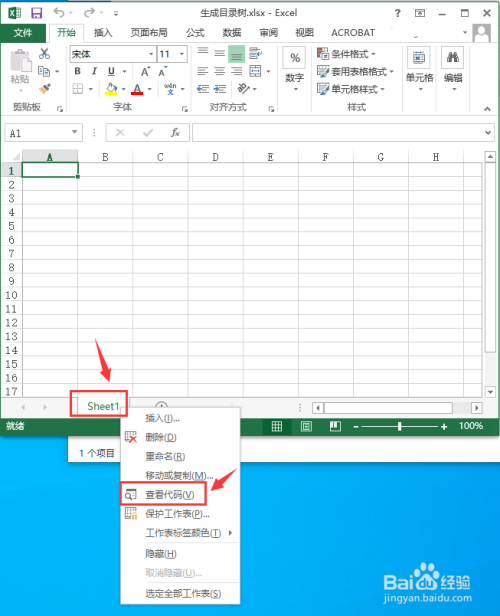 生成目录树.xlsx - Excel
文件 开始 插入 页面布局 公式 数据 审阅 视图 ACROBAT
宋体 11
粘贴
B I U A A
wén 文
% 数字
条件格式
套用表格格式
单元格样式
单元格
编辑
剪贴板 字体 对齐方式 样式
A1 fx
A B C D E F G H
1
2
3
4
5
6
7
8
9
10
11
12
13
14
15
16
17
Sheet1
就绪 100%
1 个项目
插入(I)...
删除(D)
重命名(R)
移动或复制(M)...
查看代码(V)
保护工作表(P)...
工作表标签颜色(T)
隐藏(H)
取消隐藏(U)...
选定全部工作表(S)
Bai du 经验
jingyan.baidu.com